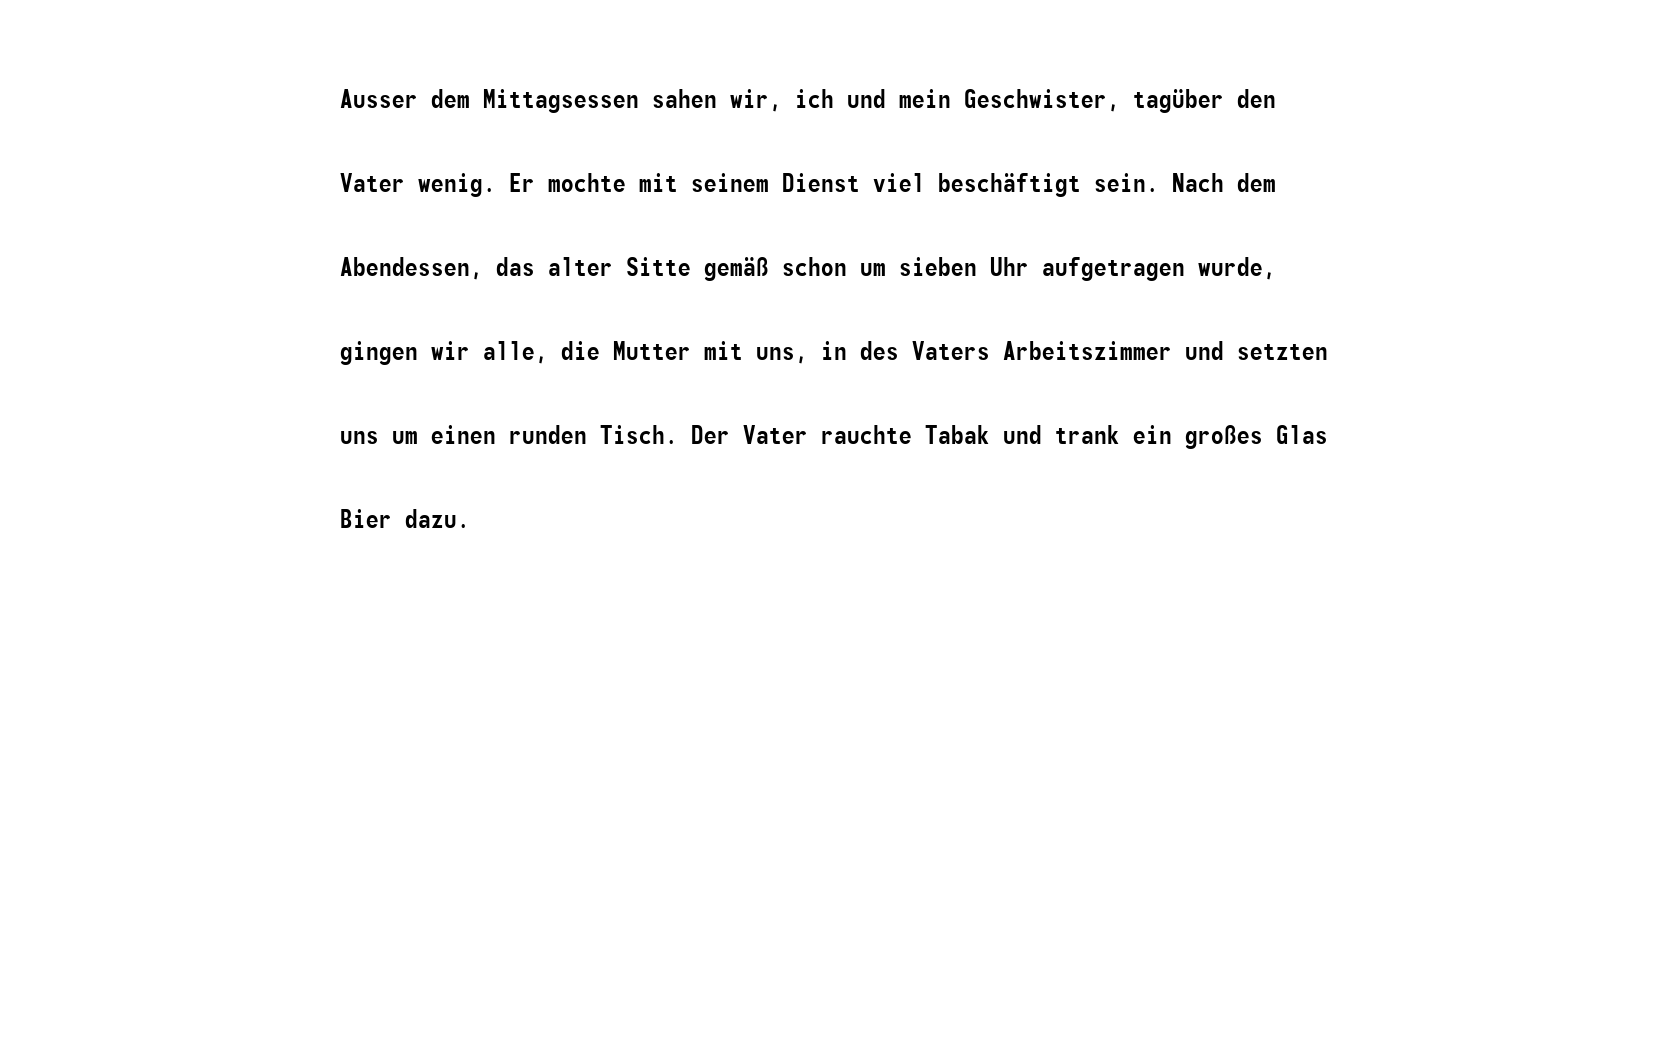 Ausser dem Mittagsessen sahen wir, ich und mein Geschwister, tagüber den
Vater wenig. Er mochte mit seinem Dienst viel beschäftigt sein. Nach dem
Abendessen, das alter Sitte gemäß schon um sieben Uhr aufgetragen wurde,
gingen wir alle, die Mutter mit uns, in des Vaters Arbeitszimmer und setzten
uns um einen runden Tisch. Der Vater rauchte Tabak und trank ein großes Glas
Bier dazu.